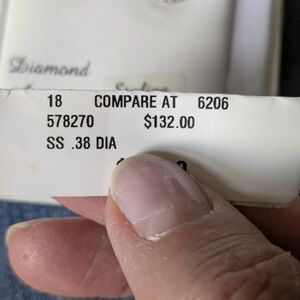 Diamond
18 COMPARE AT 6206
578270 $132.00
SS .38 DIA